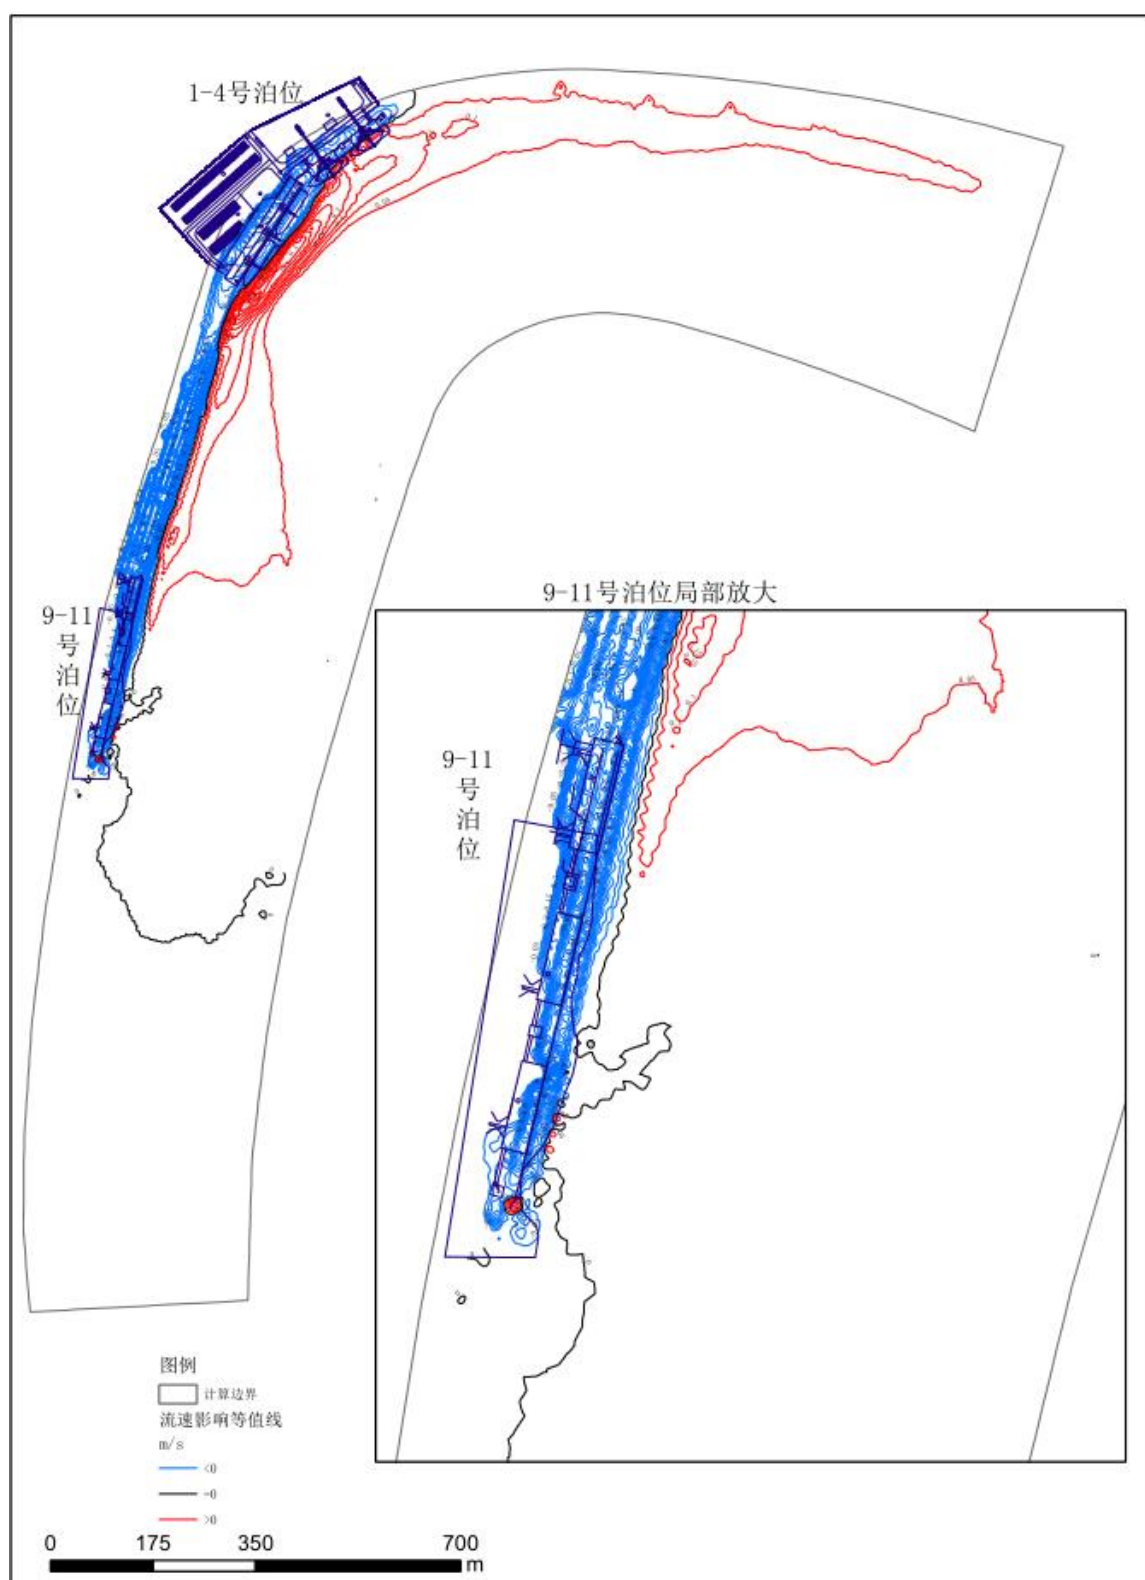 1-4号泊位
9-11
号
泊
位
9-11号泊位局部放大
9-11
号
泊
位
图例
计算边界
流速影响等值线
m/s
<0
=0
>0
0 175 350 700
m